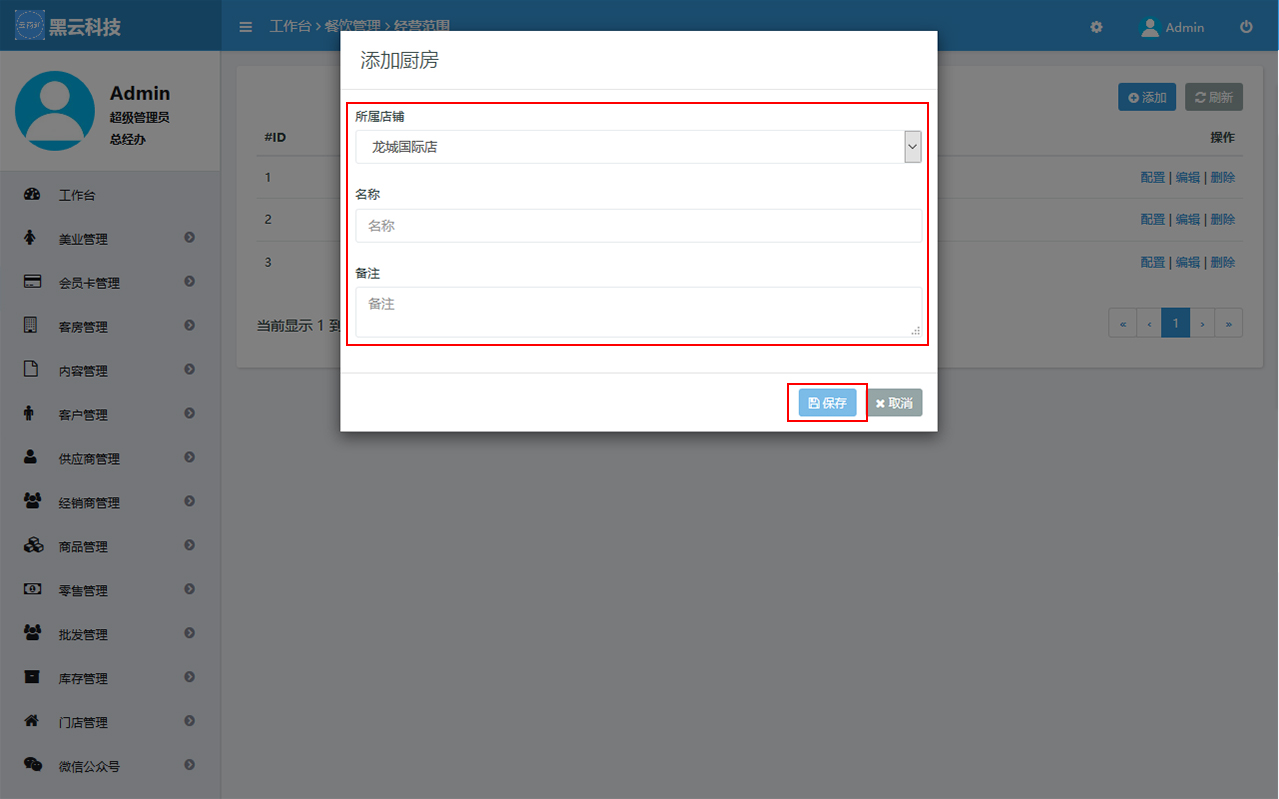 黑云科技
工作台 > 餐饮管理 > 经营范围
Admin
Admin
超级管理员
总经办
工作台
美业管理
会员卡管理
客房管理
内容管理
客户管理
供应商管理
经销商管理
商品管理
零售管理
批发管理
库存管理
门店管理
微信公众号
添加
刷新
#ID
操作
1
配置 | 编辑 | 删除
2
配置 | 编辑 | 删除
3
配置 | 编辑 | 删除
当前显示 1 到
« ‹ 1 › »
添加厨房
所属店铺
龙城国际店
名称
名称
备注
备注
保存
取消